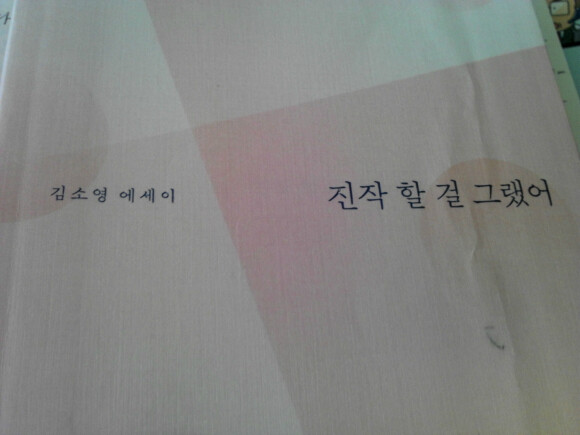 김소영 에세이
진작 할 걸 그랬어